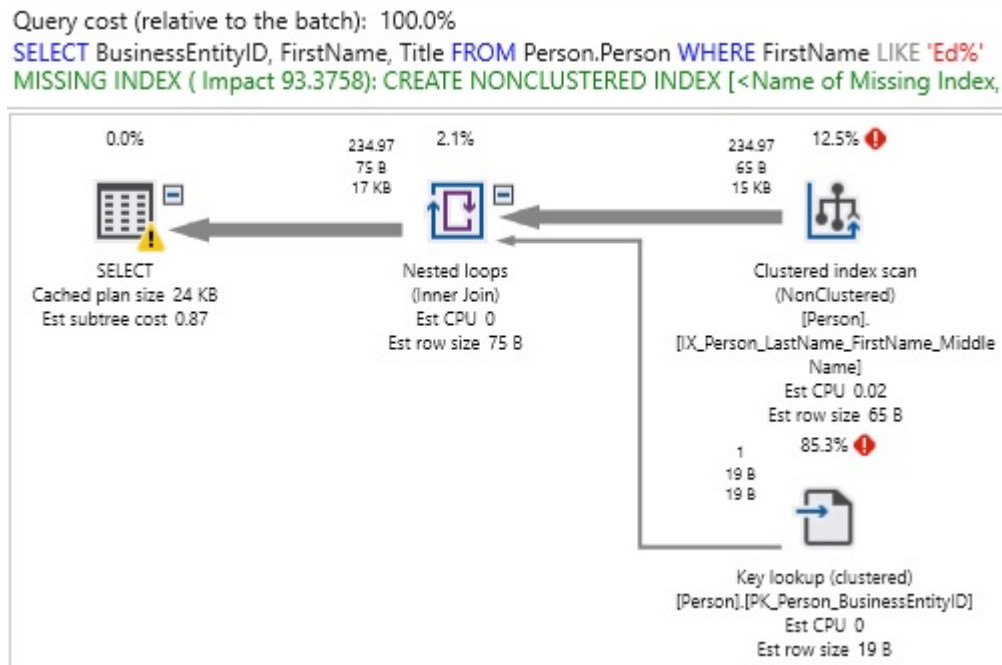 Query cost (relative to the batch): 100.0%
SELECT BusinessEntityID, FirstName, Title FROM Person.Person WHERE FirstName LIKE 'Ed%'
MISSING INDEX ( Impact 93.3758): CREATE NONCLUSTERED INDEX [<Name of Missing Index,
0.0%
SELECT
Cached plan size 24 KB
Est subtree cost 0.87
234.97
75 B
17 KB
2.1%
Nested loops
(Inner Join)
Est CPU 0
Est row size 75 B
234.97
65 B
15 KB
12.5%
Clustered index scan
(NonClustered)
[Person].
[IX_Person_LastName_FirstName_Middle
Name]
Est CPU 0.02
Est row size 65 B
1
19 B
19 B
85.3%
Key lookup (clustered)
[Person].[PK_Person_BusinessEntityID]
Est CPU 0
Est row size 19 B